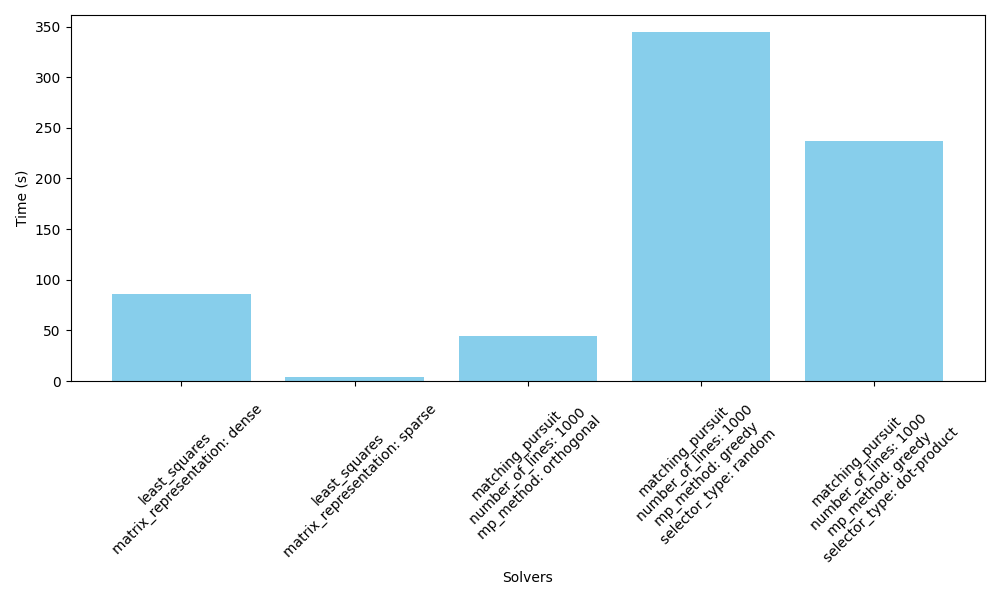 350
300
250
200
150
100
50
0
Time (s)
least_squares
matrix_representation: dense
least_squares
matrix_representation: sparse
matching_pursuit
number_of_lines: 1000
mp_method: orthogonal
matching_pursuit
number_of_lines: 1000
mp_method: greedy
selector_type: random
matching_pursuit
number_of_lines: 1000
mp_method: greedy
selector_type: dot-product
Solvers